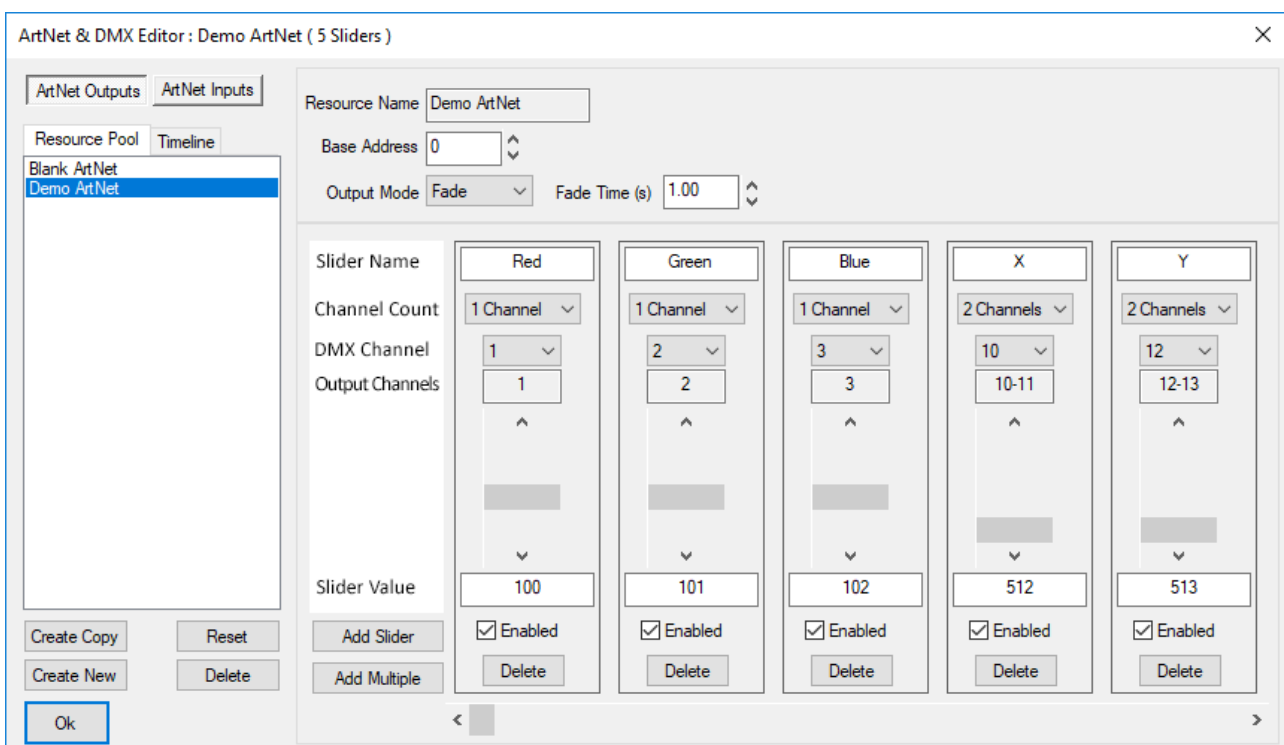 ArtNet & DMX Editor : Demo ArtNet ( 5 Sliders )
ArtNet Outputs ArtNet Inputs
Resource Pool Timeline
Blank ArtNet
Demo ArtNet
Create Copy Reset
Create New Delete
Ok
Resource Name Demo ArtNet
Base Address 0
Output Mode Fade Fade Time (s) 1.00
Slider Name Red Green Blue X Y
Channel Count 1 Channel 1 Channel 1 Channel 2 Channels 2 Channels
DMX Channel 1 2 3 10 12
Output Channels 1 2 3 10-11 12-13
Slider Value 100 101 102 512 513
Add Slider Enabled Enabled Enabled Enabled Enabled
Add Multiple Delete Delete Delete Delete Delete